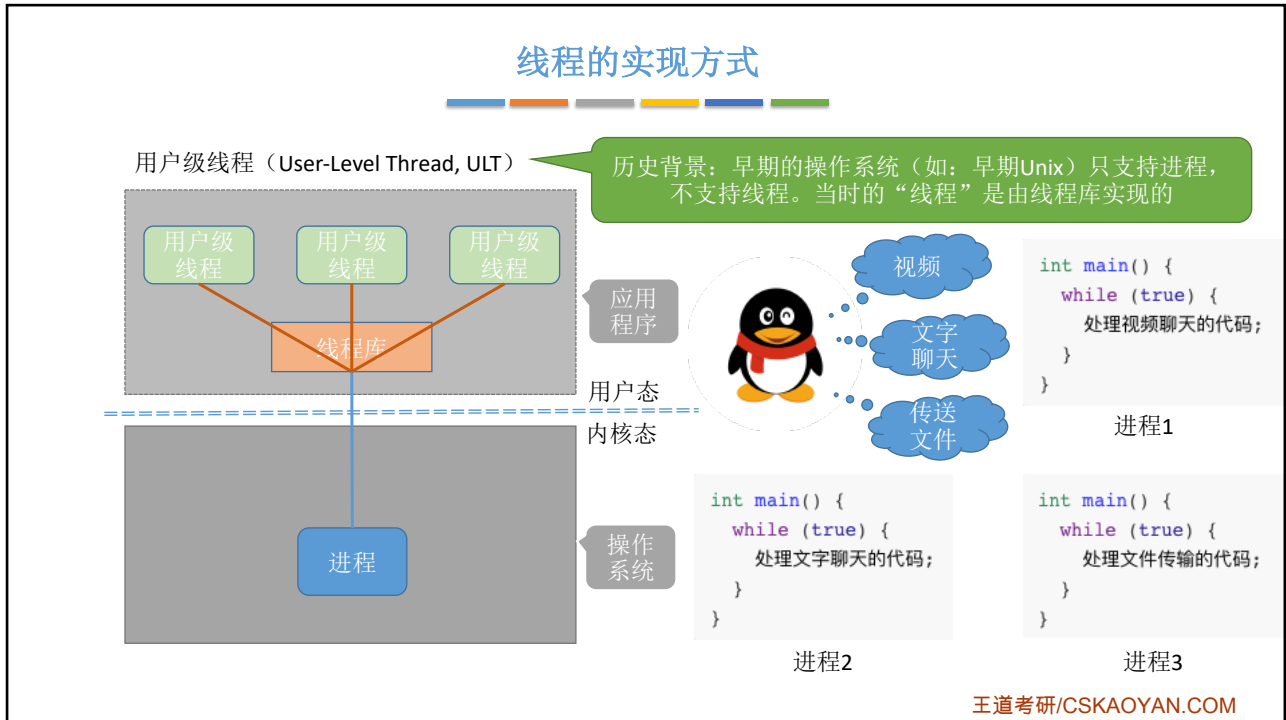 线程的实现方式
用户级线程（User-Level Thread, ULT）
历史背景：早期的操作系统（如：早期Unix）只支持进程，
不支持线程。当时的“线程”是由线程库实现的
用户级
线程
用户级
线程
用户级
线程
线程库
应用
程序
用户态
内核态
进程
操作
系统
视频
文字
聊天
传送
文件
int main() {
  while (true) {
    处理视频聊天的代码;
  }
}
进程1
int main() {
  while (true) {
    处理文字聊天的代码;
  }
}
进程2
int main() {
  while (true) {
    处理文件传输的代码;
  }
}
进程3
王道考研/CSKAOYAN.COM